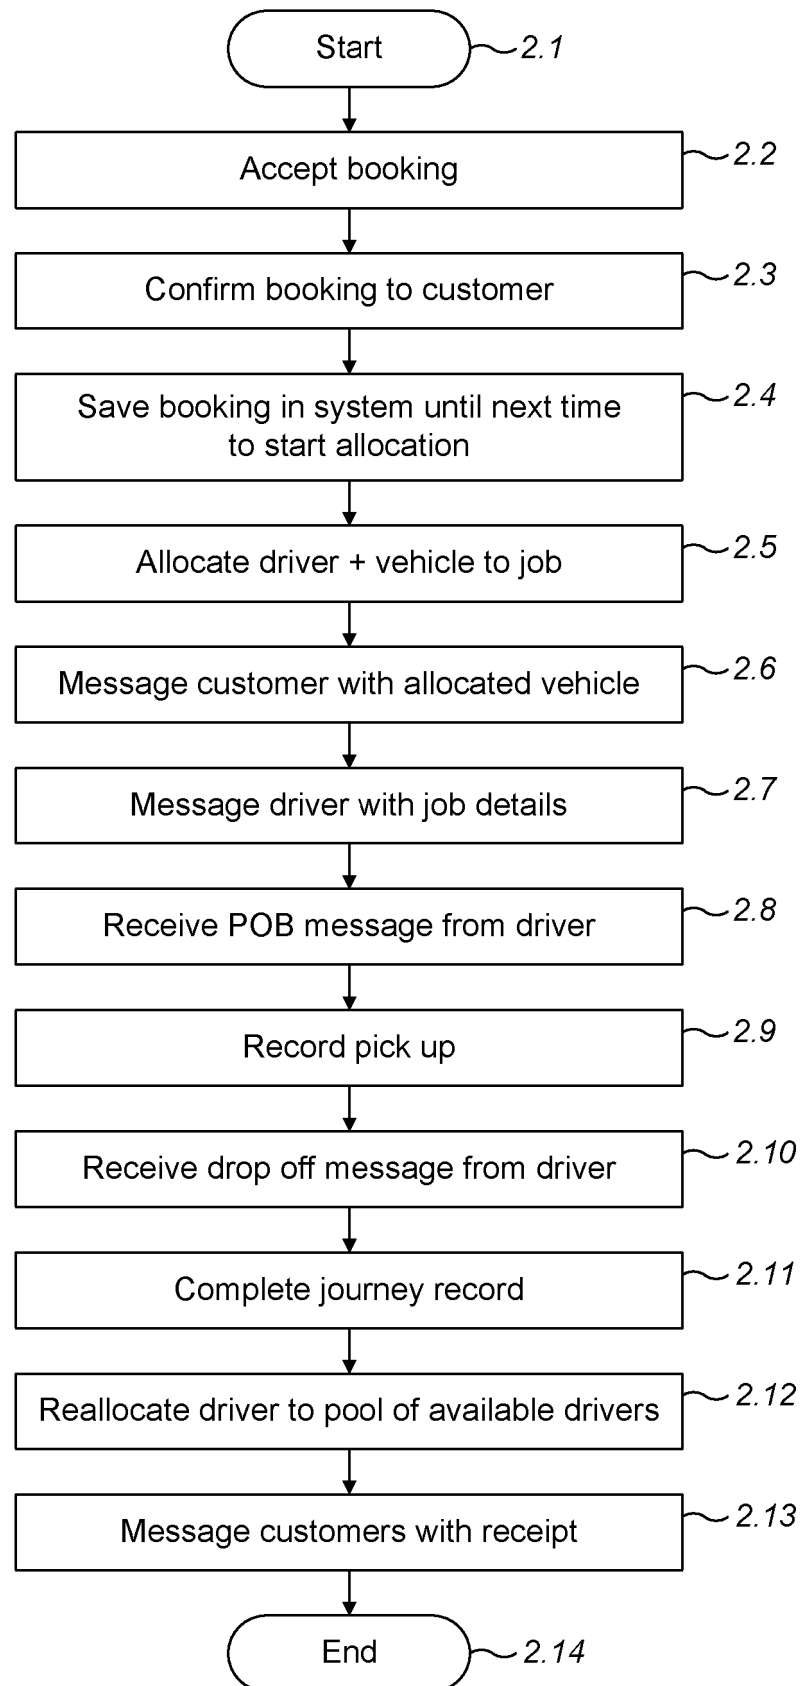 Start
2.1
Accept booking
2.2
Confirm booking to customer
2.3
Save booking in system until next time
to start allocation
2.4
Allocate driver + vehicle to job
2.5
Message customer with allocated vehicle
2.6
Message driver with job details
2.7
Receive POB message from driver
2.8
Record pick up
2.9
Receive drop off message from driver
2.10
Complete journey record
2.11
Reallocate driver to pool of available drivers
2.12
Message customers with receipt
2.13
End
2.14